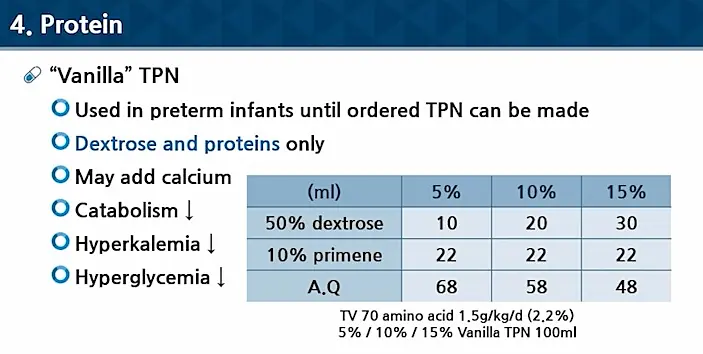 4. Protein
“Vanilla” TPN
Used in preterm infants until ordered TPN can be made
Dextrose and proteins only
May add calcium
Catabolism ↓
Hyperkalemia ↓
Hyperglycemia ↓
(ml) 5% 10% 15%
50% dextrose 10 20 30
10% primene 22 22 22
A.Q 68 58 48
TV 70 amino acid 1.5g/kg/d (2.2%)
5% / 10% / 15% Vanilla TPN 100ml